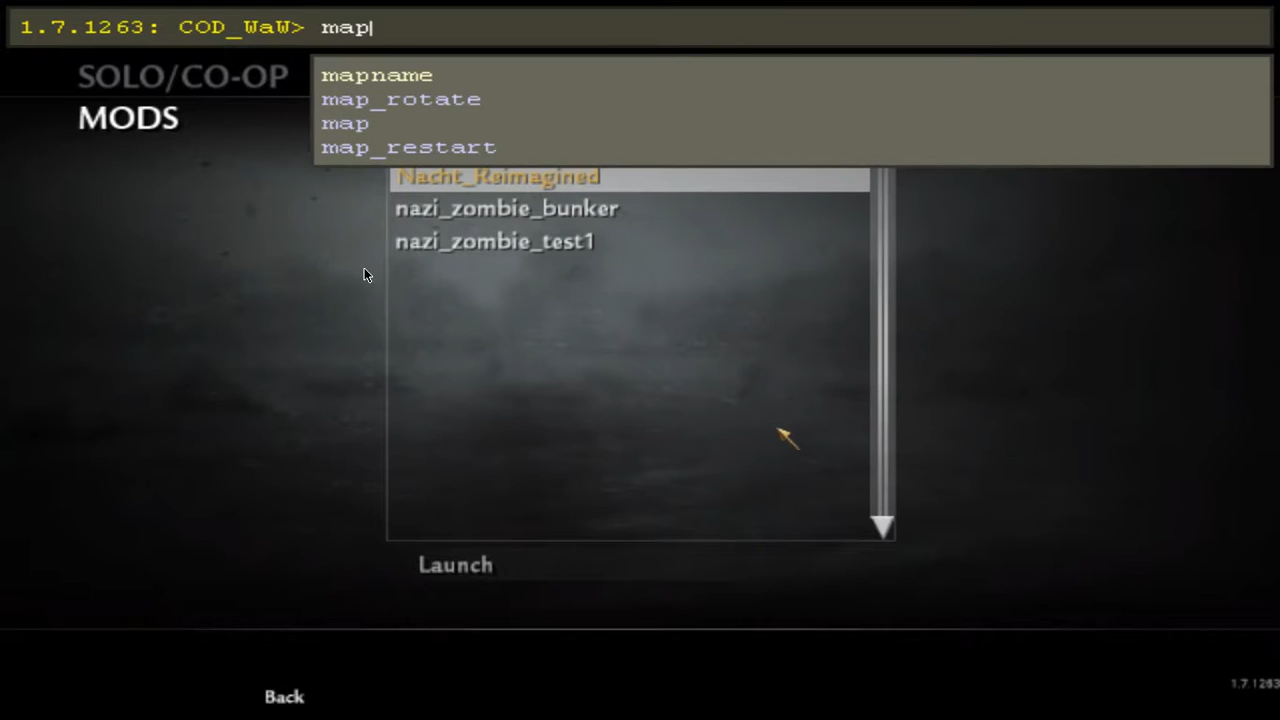 1.7.1263: COD_WaW> map
mapname
map_rotate
map
map_restart
SOLO/CO-OP
MODS
Nacht_Reimagined
nazi_zombie_bunker
nazi_zombie_test1
Launch
Back
1.7.1263